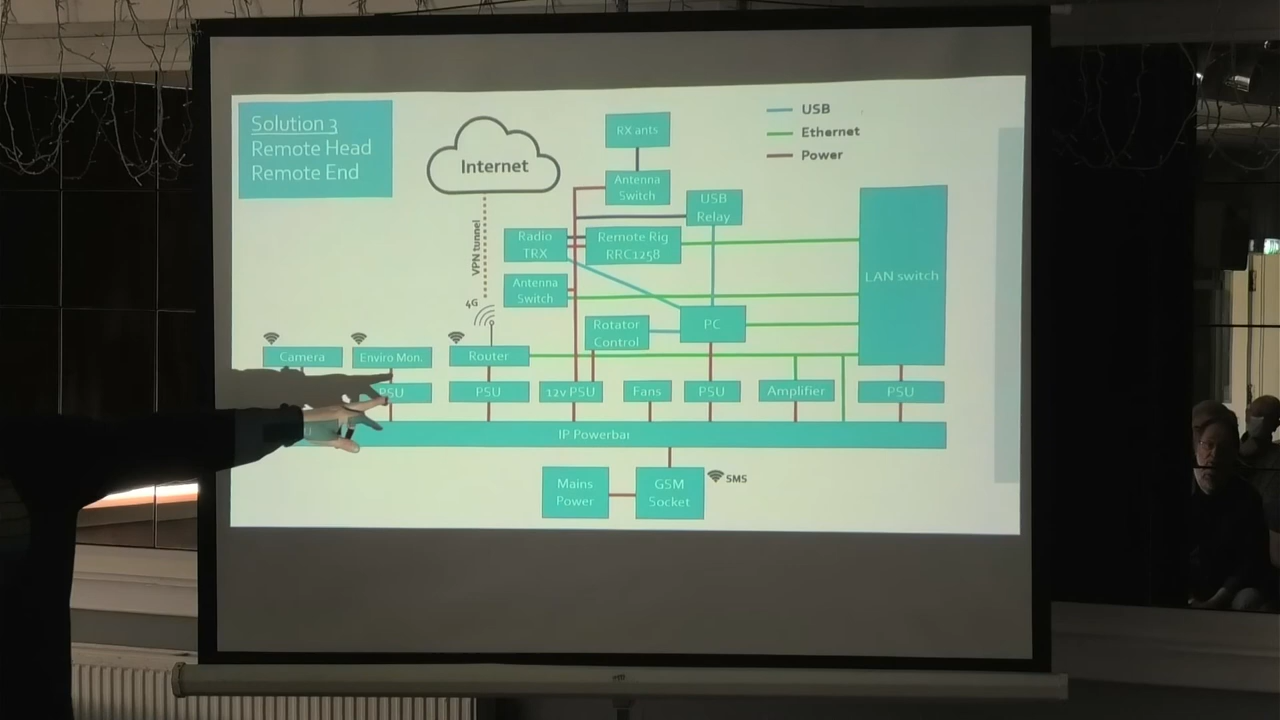 Solution 3
Remote Head
Remote End
Internet
RX ants
USB
Ethernet
Power
Antenna
Switch
USB
Relay
VPN tunnel
Radio
TRX
Remote Rig
RRC1258
LAN switch
Antenna
Switch
4G
Rotator
Control
PC
Camera
Enviro Mon.
Router
PSU
PSU
12v PSU
Fans
PSU
Amplifier
PSU
IP Powerbar
Mains
Power
GSM
Socket
SMS